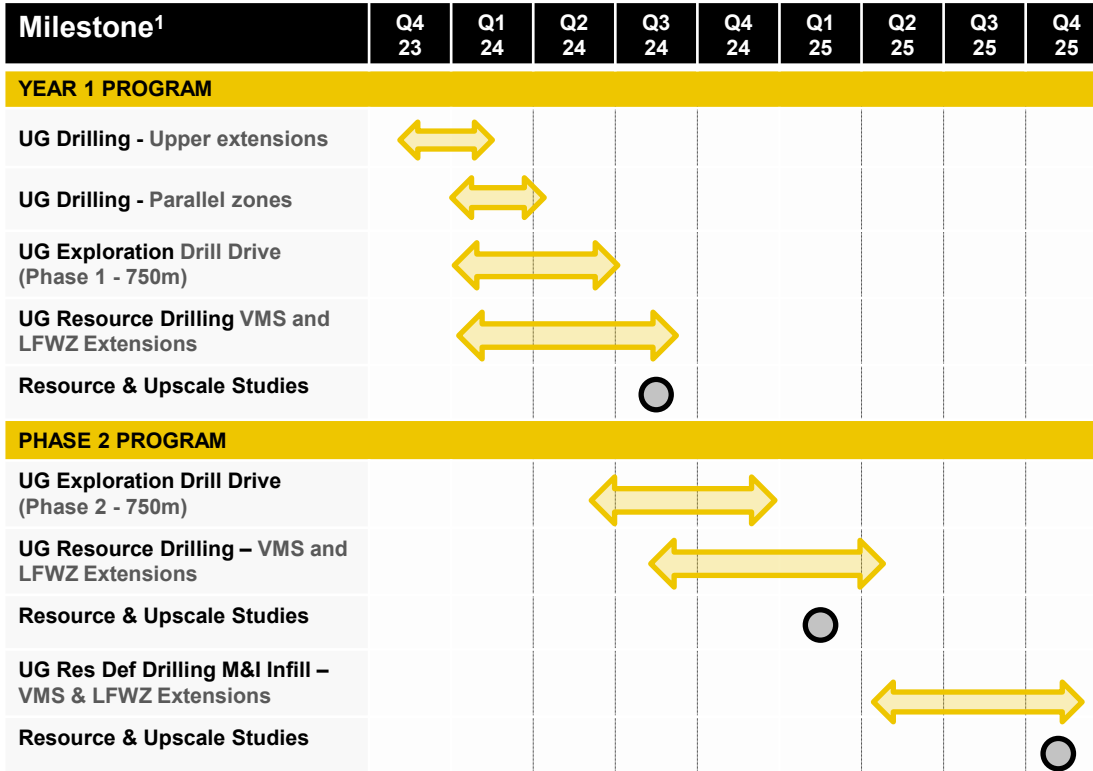 Milestone¹
Q4 23
Q1 24
Q2 24
Q3 24
Q4 24
Q1 25
Q2 25
Q3 25
Q4 25
YEAR 1 PROGRAM
UG Drilling - Upper extensions
UG Drilling - Parallel zones
UG Exploration Drill Drive
(Phase 1 - 750m)
UG Resource Drilling VMS and
LFWZ Extensions
Resource & Upscale Studies
PHASE 2 PROGRAM
UG Exploration Drill Drive
(Phase 2 - 750m)
UG Resource Drilling – VMS and
LFWZ Extensions
Resource & Upscale Studies
UG Res Def Drilling M&I Infill –
VMS & LFWZ Extensions
Resource & Upscale Studies